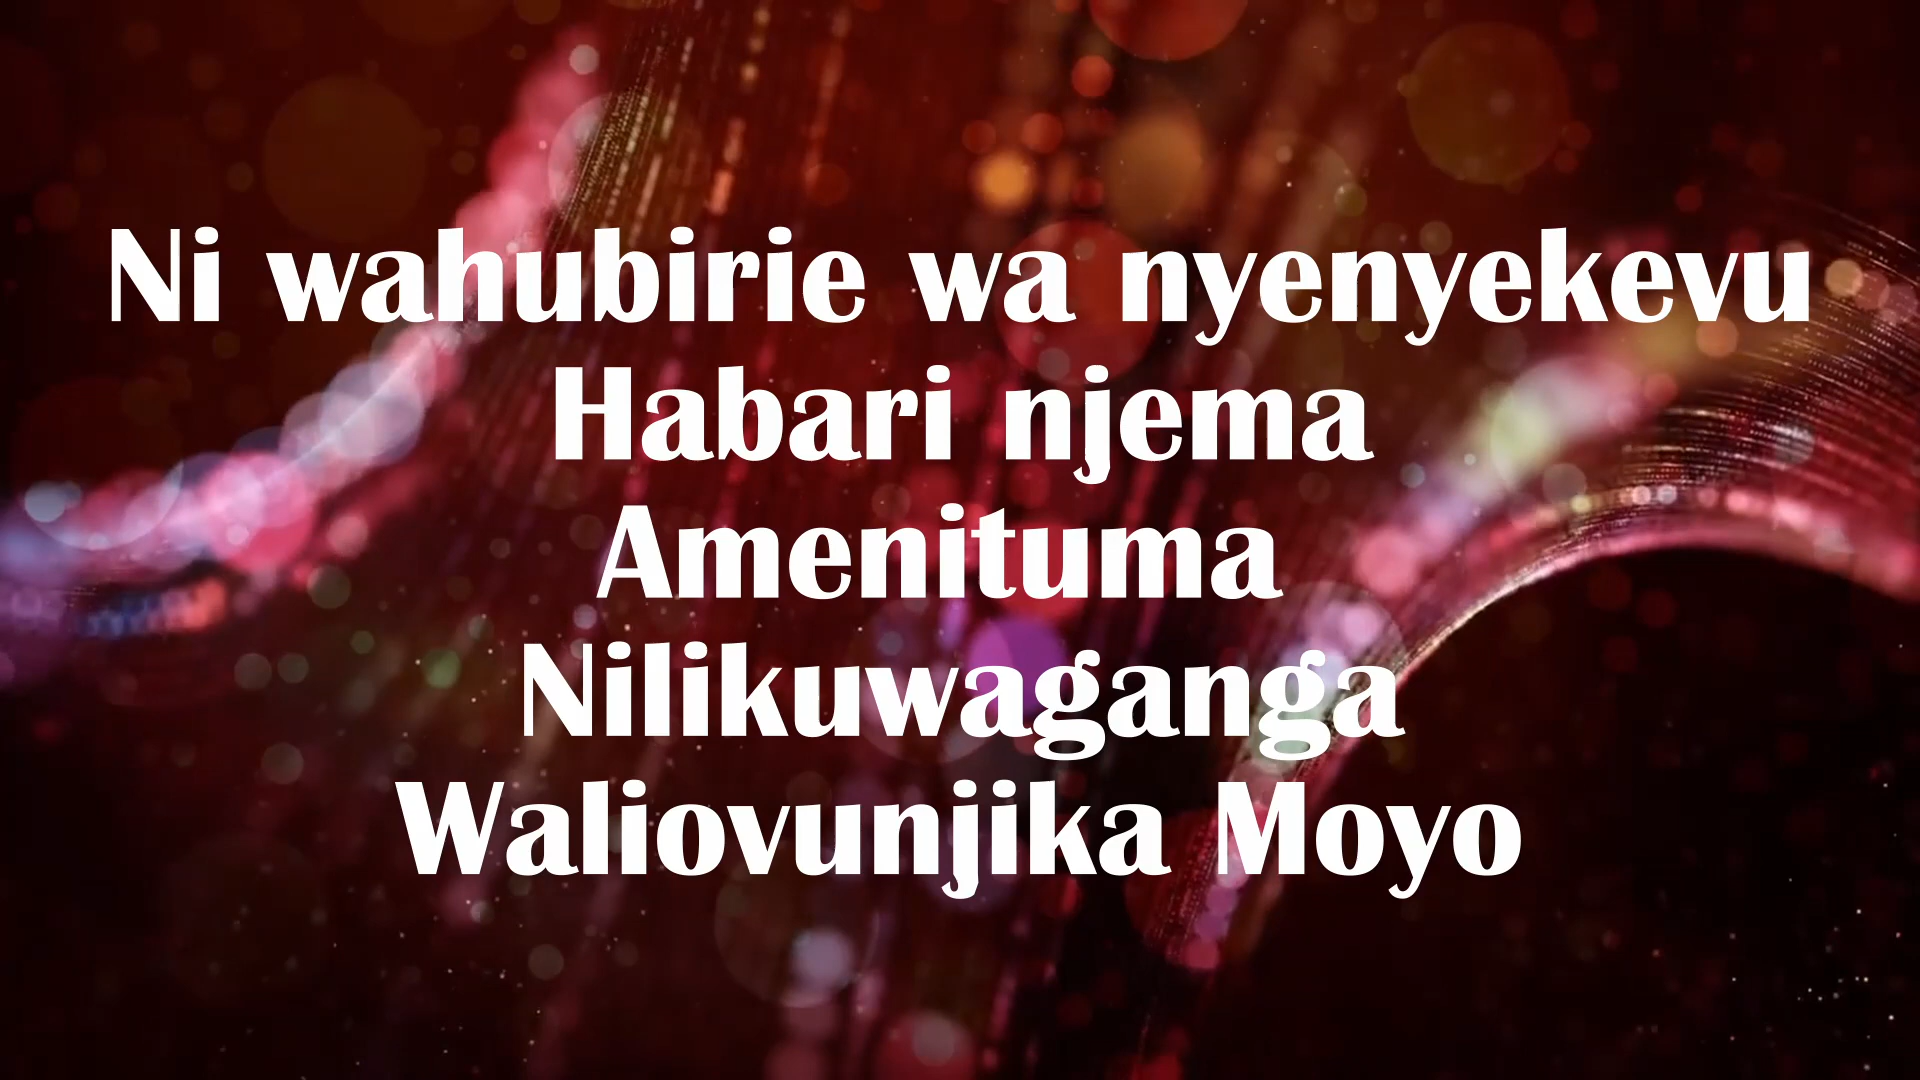 Ni wahubirie wa nyenyekevu
Habari njema
Amenituma
Nilikuwaganga
Waliovunjika Moyo